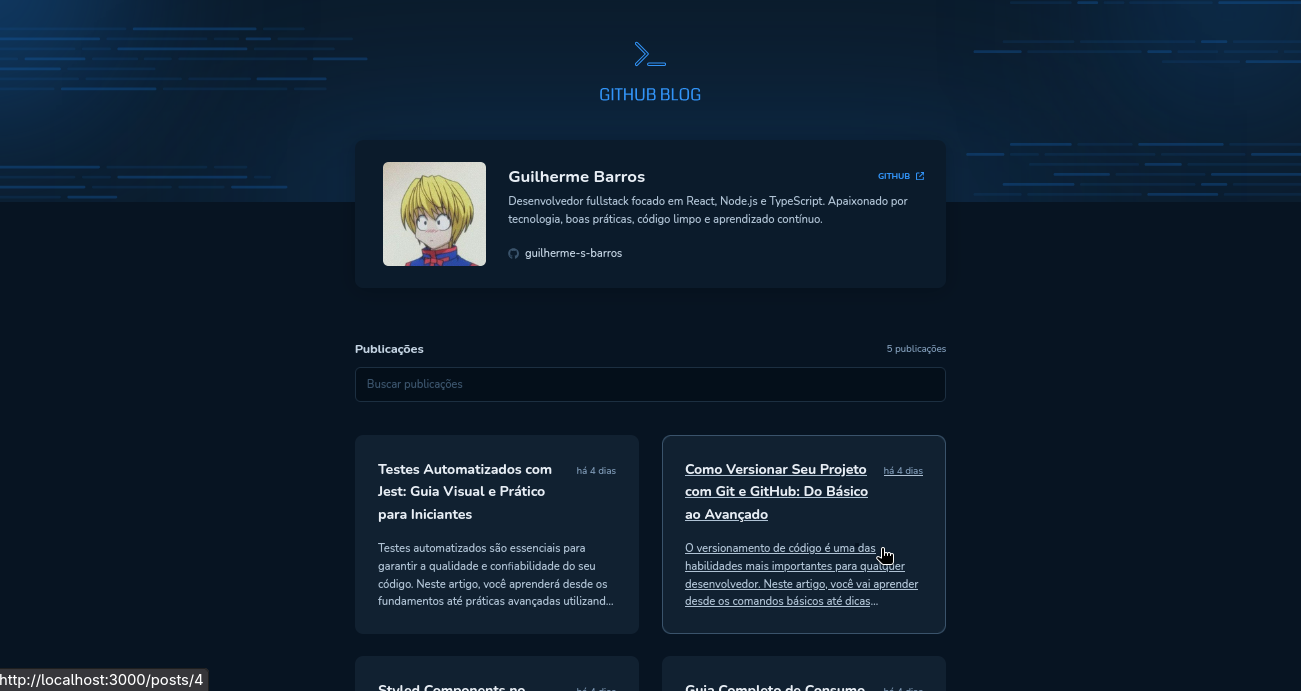 GITHUB BLOG
Guilherme Barros
GITHUB
Desenvolvedor fullstack focado em React, Node.js e TypeScript. Apaixonado por
tecnologia, boas práticas, código limpo e aprendizado contínuo.
guilherme-s-barros
Publicações
5 publicações
Buscar publicações
Testes Automatizados com
há 4 dias
Jest: Guia Visual e Prático
para Iniciantes
Testes automatizados são essenciais para
garantir a qualidade e confiabilidade do seu
código. Neste artigo, você aprenderá desde os
fundamentos até práticas avançadas utilizand...
Como Versionar Seu Projeto
há 4 dias
com Git e GitHub: Do Básico
ao Avançado
O versionamento de código é uma das
habilidades mais importantes para qualquer
desenvolvedor. Neste artigo, você vai aprender
desde os comandos básicos até dicas...
Styled Components no
há 4 dias
Guia Completo de Consumo
há 4 dias
http://localhost:3000/posts/4